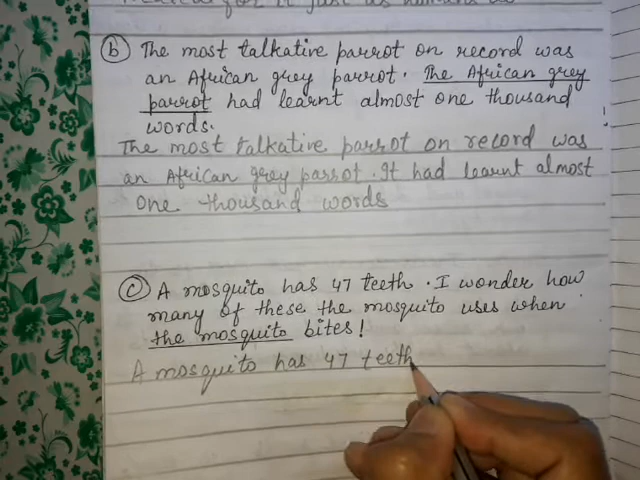 (b) The most talkative parrot on record was
an African grey parrot. The African grey
parrot had learnt almost one thousand
words.
The most talkative parrot on record was
an African grey parrot. It had learnt almost
one thousand words
(c) A mosquito has 47 teeth. I wonder how
many of these the mosquito uses when
the mosquito bites!
A mosquito has 47 teeth